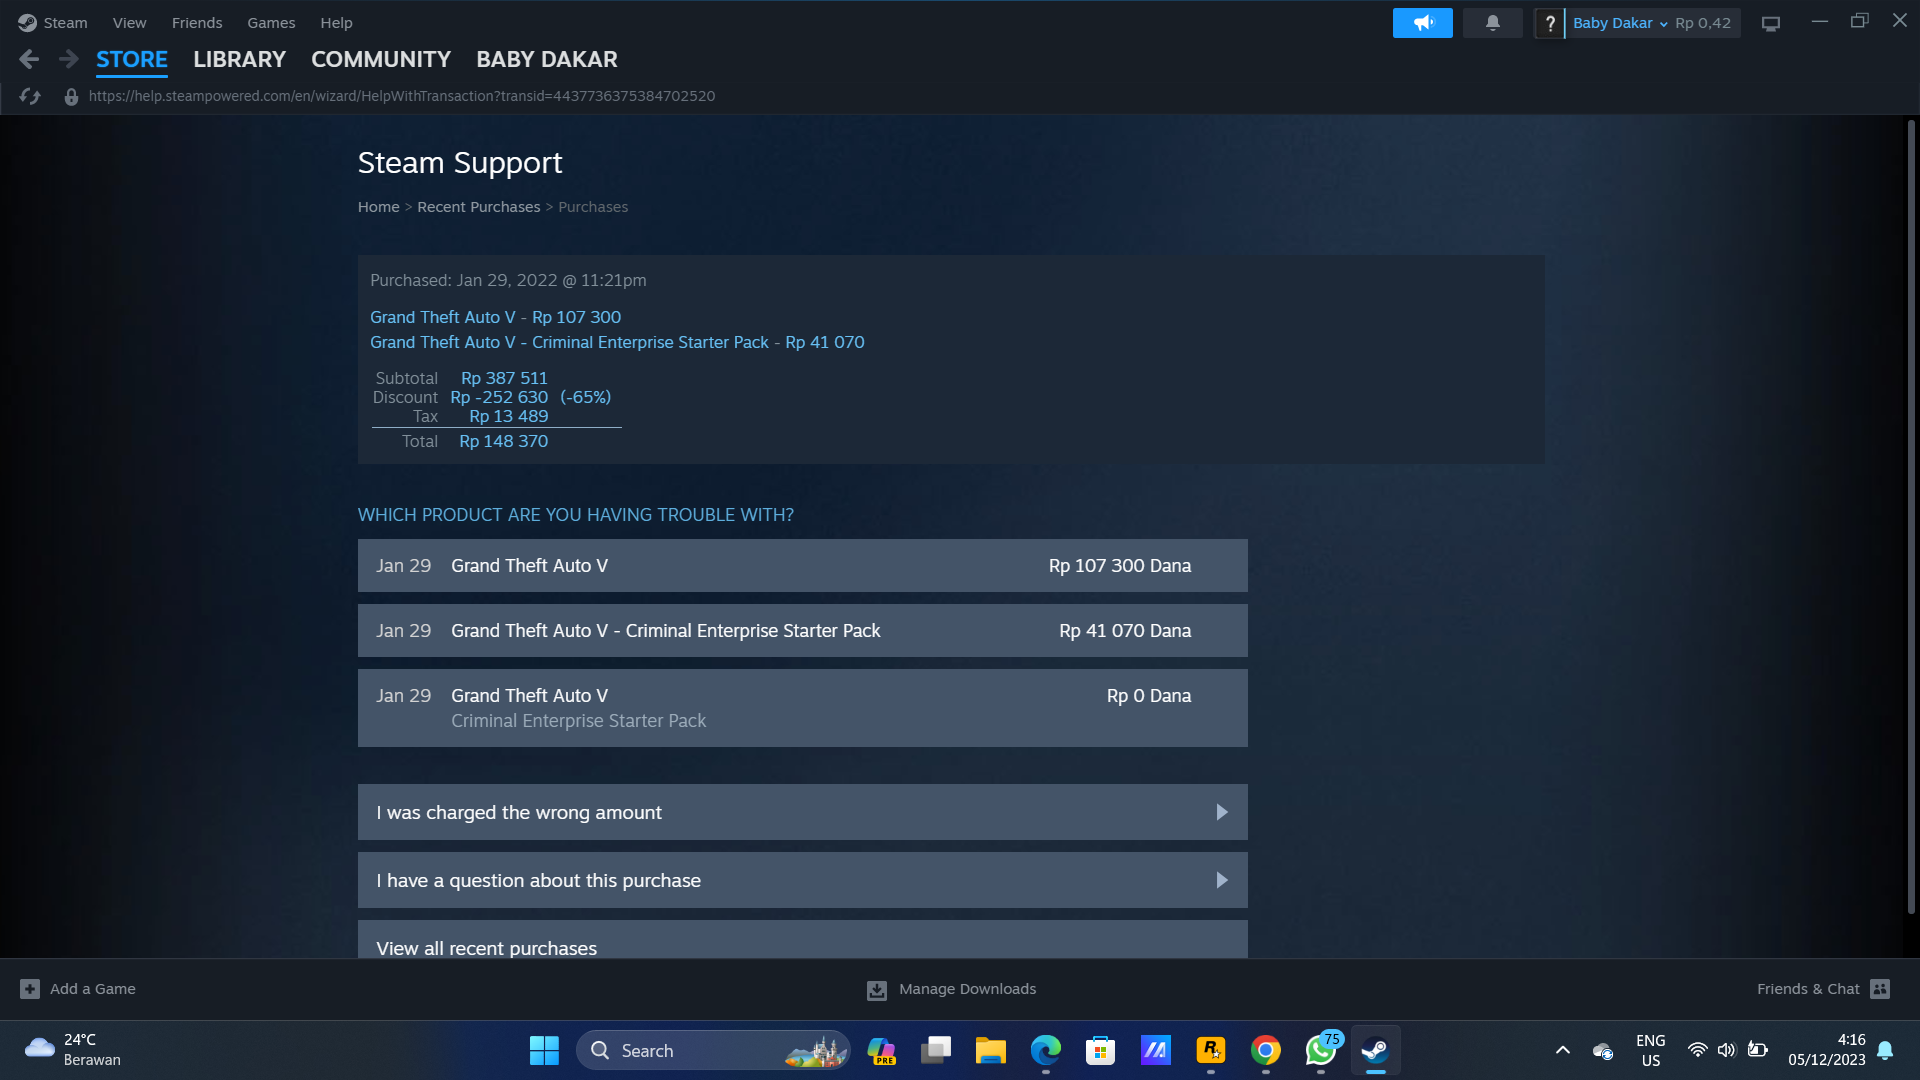 Steam View Friends Games Help
? Baby Dakar Rp 0,42
STORE LIBRARY COMMUNITY BABY DAKAR
https://help.steampowered.com/en/wizard/HelpWithTransaction?transid=4437736375384702520
Steam Support
Home > Recent Purchases > Purchases
Purchased: Jan 29, 2022 @ 11:21pm
Grand Theft Auto V - Rp 107 300
Grand Theft Auto V - Criminal Enterprise Starter Pack - Rp 41 070
Subtotal Rp 387 511
Discount Rp -252 630 (-65%)
Tax Rp 13 489
Total Rp 148 370
WHICH PRODUCT ARE YOU HAVING TROUBLE WITH?
Jan 29 Grand Theft Auto V Rp 107 300 Dana
Jan 29 Grand Theft Auto V - Criminal Enterprise Starter Pack Rp 41 070 Dana
Jan 29 Grand Theft Auto V Rp 0 Dana
Criminal Enterprise Starter Pack
I was charged the wrong amount
I have a question about this purchase
View all recent purchases
Add a Game Manage Downloads Friends & Chat
24°C
Berawan
Search
PRE
R
75
ENG
US
4:16
05/12/2023